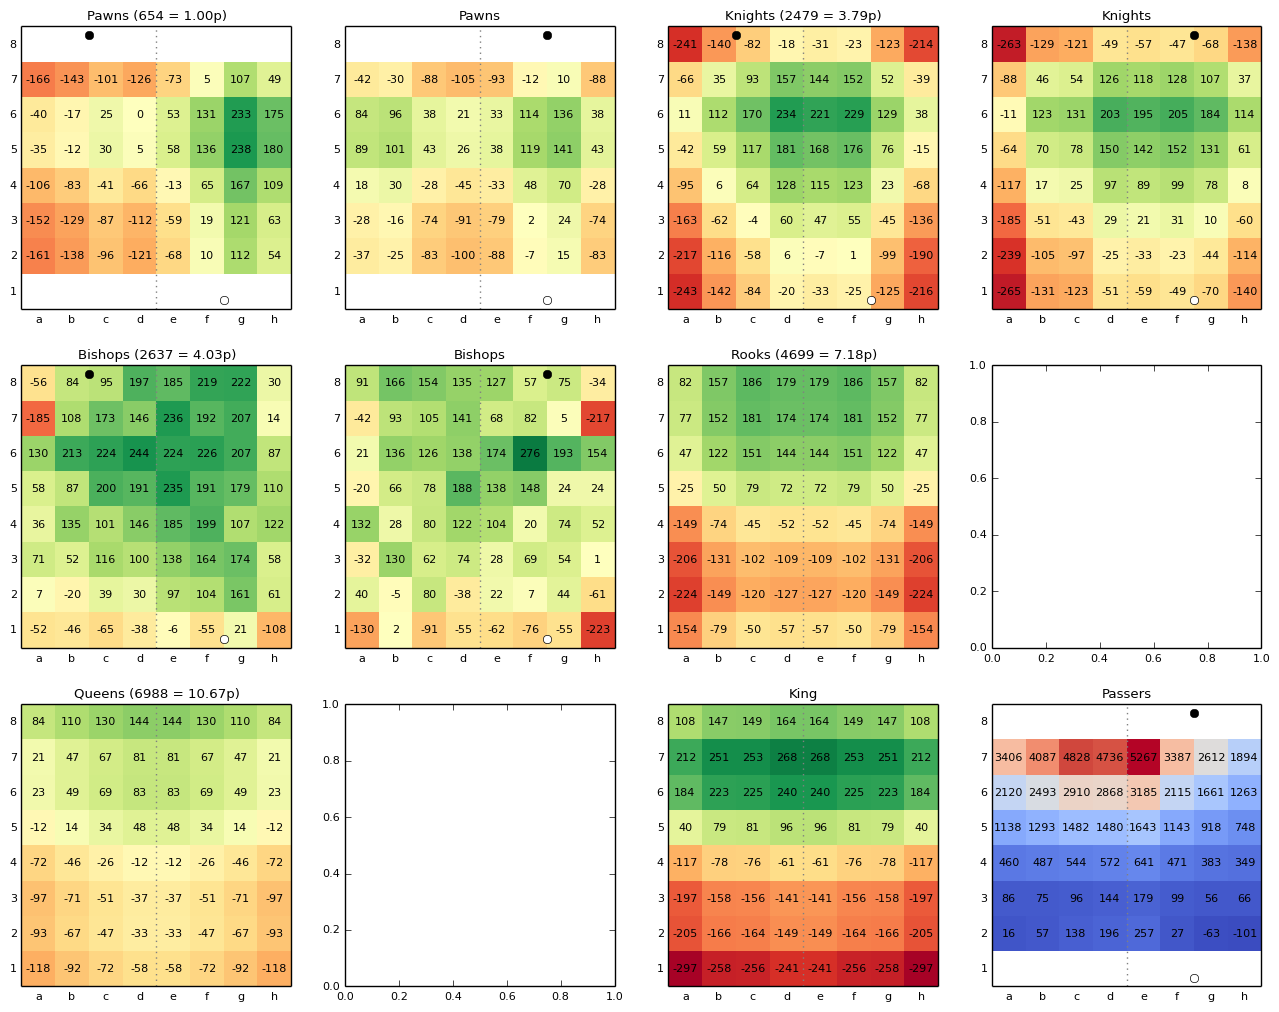 Pawns (654 = 1.00p)
8
7 -166 -143 -101 -126 -73 5 107 49
6 -40 -17 25 0 53 131 233 175
5 -35 -12 30 5 58 136 238 180
4 -106 -83 -41 -66 -13 65 167 109
3 -152 -129 -87 -112 -59 19 121 63
2 -161 -138 -96 -121 -68 10 112 54
1
a b c d e f g h
Pawns
8
7 -42 -30 -88 -105 -93 -12 10 -88
6 84 96 38 21 33 114 136 38
5 89 101 43 26 38 119 141 43
4 18 30 -28 -45 -33 48 70 -28
3 -28 -16 -74 -91 -79 2 24 -74
2 -37 -25 -83 -100 -88 -7 15 -83
1
a b c d e f g h
Knights (2479 = 3.79p)
8 -241 -140 -82 -18 -31 -23 -123 -214
7 -66 35 93 157 144 152 52 -39
6 11 112 170 234 221 229 129 38
5 -42 59 117 181 168 176 76 -15
4 -95 6 64 128 115 123 23 -68
3 -163 -62 -4 60 47 55 -45 -136
2 -217 -116 -58 6 -7 1 -99 -190
1 -243 -142 -84 -20 -33 -25 -125 -216
a b c d e f g h
Knights
8 -263 -129 -121 -49 -57 -47 -68 -138
7 -88 46 54 126 118 128 107 37
6 -11 123 131 203 195 205 184 114
5 -64 70 78 150 142 152 131 61
4 -117 17 25 97 89 99 78 8
3 -185 -51 -43 29 21 31 10 -60
2 -239 -105 -97 -25 -33 -23 -44 -114
1 -265 -131 -123 -51 -59 -49 -70 -140
a b c d e f g h
Bishops (2637 = 4.03p)
8 -56 84 95 197 185 219 222 30
7 -185 108 173 146 236 192 207 14
6 130 213 224 244 224 226 207 87
5 58 87 200 191 235 191 179 110
4 36 135 101 146 185 199 107 122
3 71 52 116 100 138 164 174 58
2 7 -20 39 30 97 104 161 61
1 -52 -46 -65 -38 -6 -55 21 -108
a b c d e f g h
Bishops
8 91 166 154 135 127 57 75 -34
7 -42 93 105 141 68 82 5 -217
6 21 136 126 138 174 276 193 154
5 -20 66 78 188 138 148 24 24
4 132 28 80 122 104 20 74 52
3 -32 130 62 74 28 69 54 1
2 40 -5 80 -38 22 7 44 -61
1 -130 2 -91 -55 -62 -76 -55 -223
a b c d e f g h
Rooks (4699 = 7.18p)
8 82 157 186 179 179 186 157 82
7 77 152 181 174 174 181 152 77
6 47 122 151 144 144 151 122 47
5 -25 50 79 72 72 79 50 -25
4 -149 -74 -45 -52 -52 -45 -74 -149
3 -206 -131 -102 -109 -109 -102 -131 -206
2 -224 -149 -120 -127 -127 -120 -149 -224
1 -154 -79 -50 -57 -57 -50 -79 -154
a b c d e f g h
1.0
0.8
0.6
0.4
0.2
0.0
0.0 0.2 0.4 0.6 0.8 1.0
Queens (6988 = 10.67p)
8 84 110 130 144 144 130 110 84
7 21 47 67 81 81 67 47 21
6 23 49 69 83 83 69 49 23
5 -12 14 34 48 48 34 14 -12
4 -72 -46 -26 -12 -12 -26 -46 -72
3 -97 -71 -51 -37 -37 -51 -71 -97
2 -93 -67 -47 -33 -33 -47 -67 -93
1 -118 -92 -72 -58 -58 -72 -92 -118
a b c d e f g h
1.0
0.8
0.6
0.4
0.2
0.0
0.0 0.2 0.4 0.6 0.8 1.0
King
8 108 147 149 164 164 149 147 108
7 212 251 253 268 268 253 251 212
6 184 223 225 240 240 225 223 184
5 40 79 81 96 96 81 79 40
4 -117 -78 -76 -61 -61 -76 -78 -117
3 -197 -158 -156 -141 -141 -156 -158 -197
2 -205 -166 -164 -149 -149 -164 -166 -205
1 -297 -258 -256 -241 -241 -256 -258 -297
a b c d e f g h
Passers
8
7 3406 4087 4828 4736 5267 3387 2612 1894
6 2120 2493 2910 2868 3185 2115 1661 1263
5 1138 1293 1482 1480 1643 1143 918 748
4 460 487 544 572 641 471 383 349
3 86 75 96 144 179 99 56 66
2 16 57 138 196 257 27 -63 -101
1
a b c d e f g h